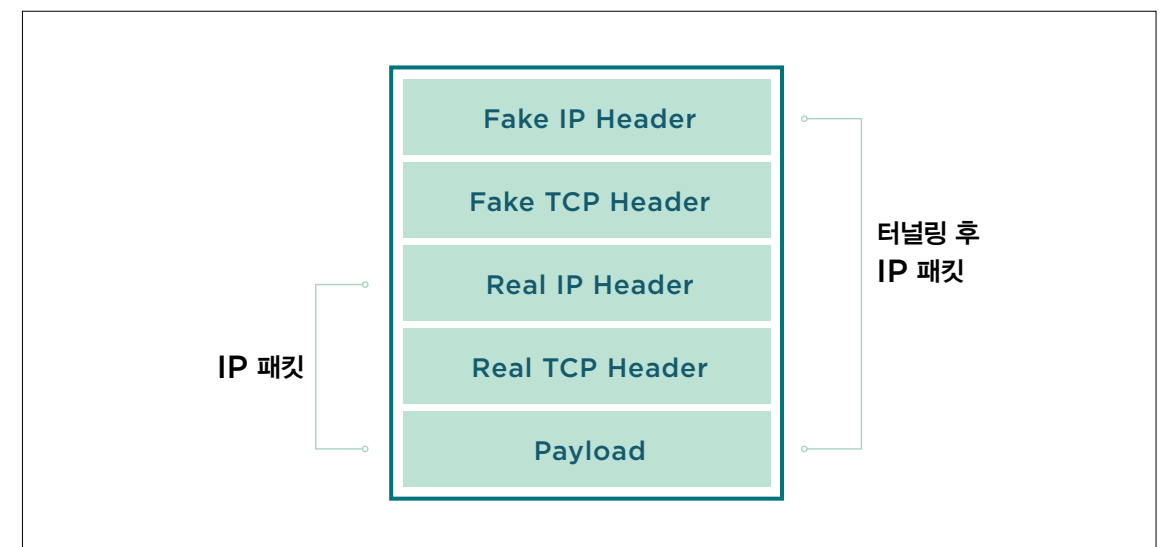 Fake IP Header
Fake TCP Header
터널링 후
IP 패킷
Real IP Header
IP 패킷
Real TCP Header
Payload